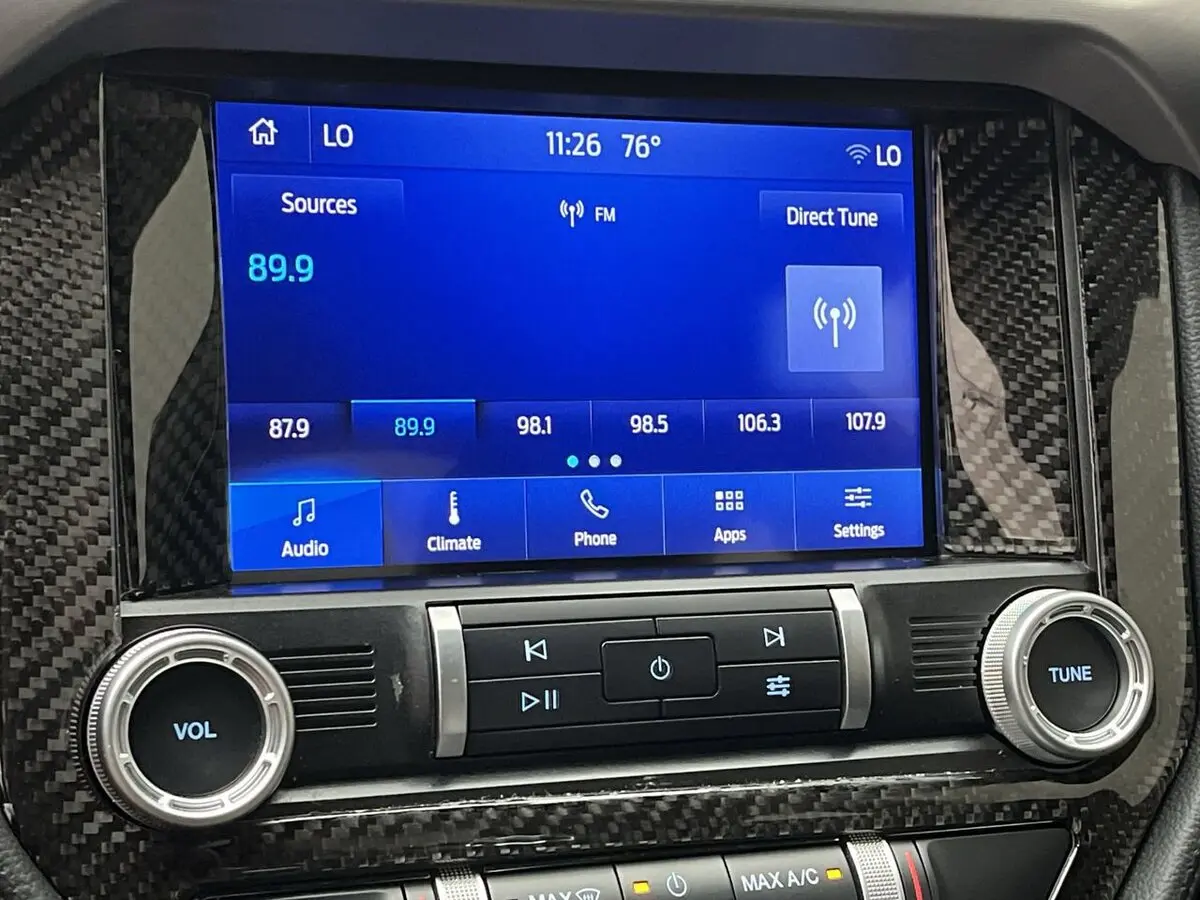 LO 11:26 76° LO
Sources FM Direct Tune
89.9
87.9 89.9 98.1 98.5 106.3 107.9
Audio Climate Phone Apps Settings
VOL TUNE
MAX MAX A/C